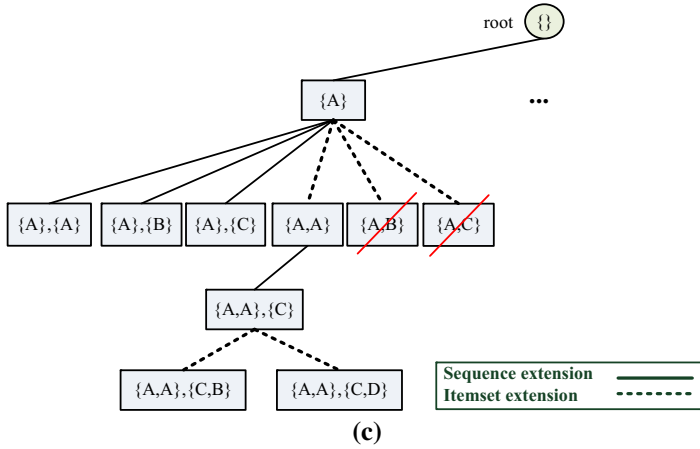 root {}
{A}
...
{A},{A} {A},{B} {A},{C} {A,A} {A,B} {A,C}
{A,A},{C}
{A,A},{C,B} {A,A},{C,D}
Sequence extension
Itemset extension
(c)